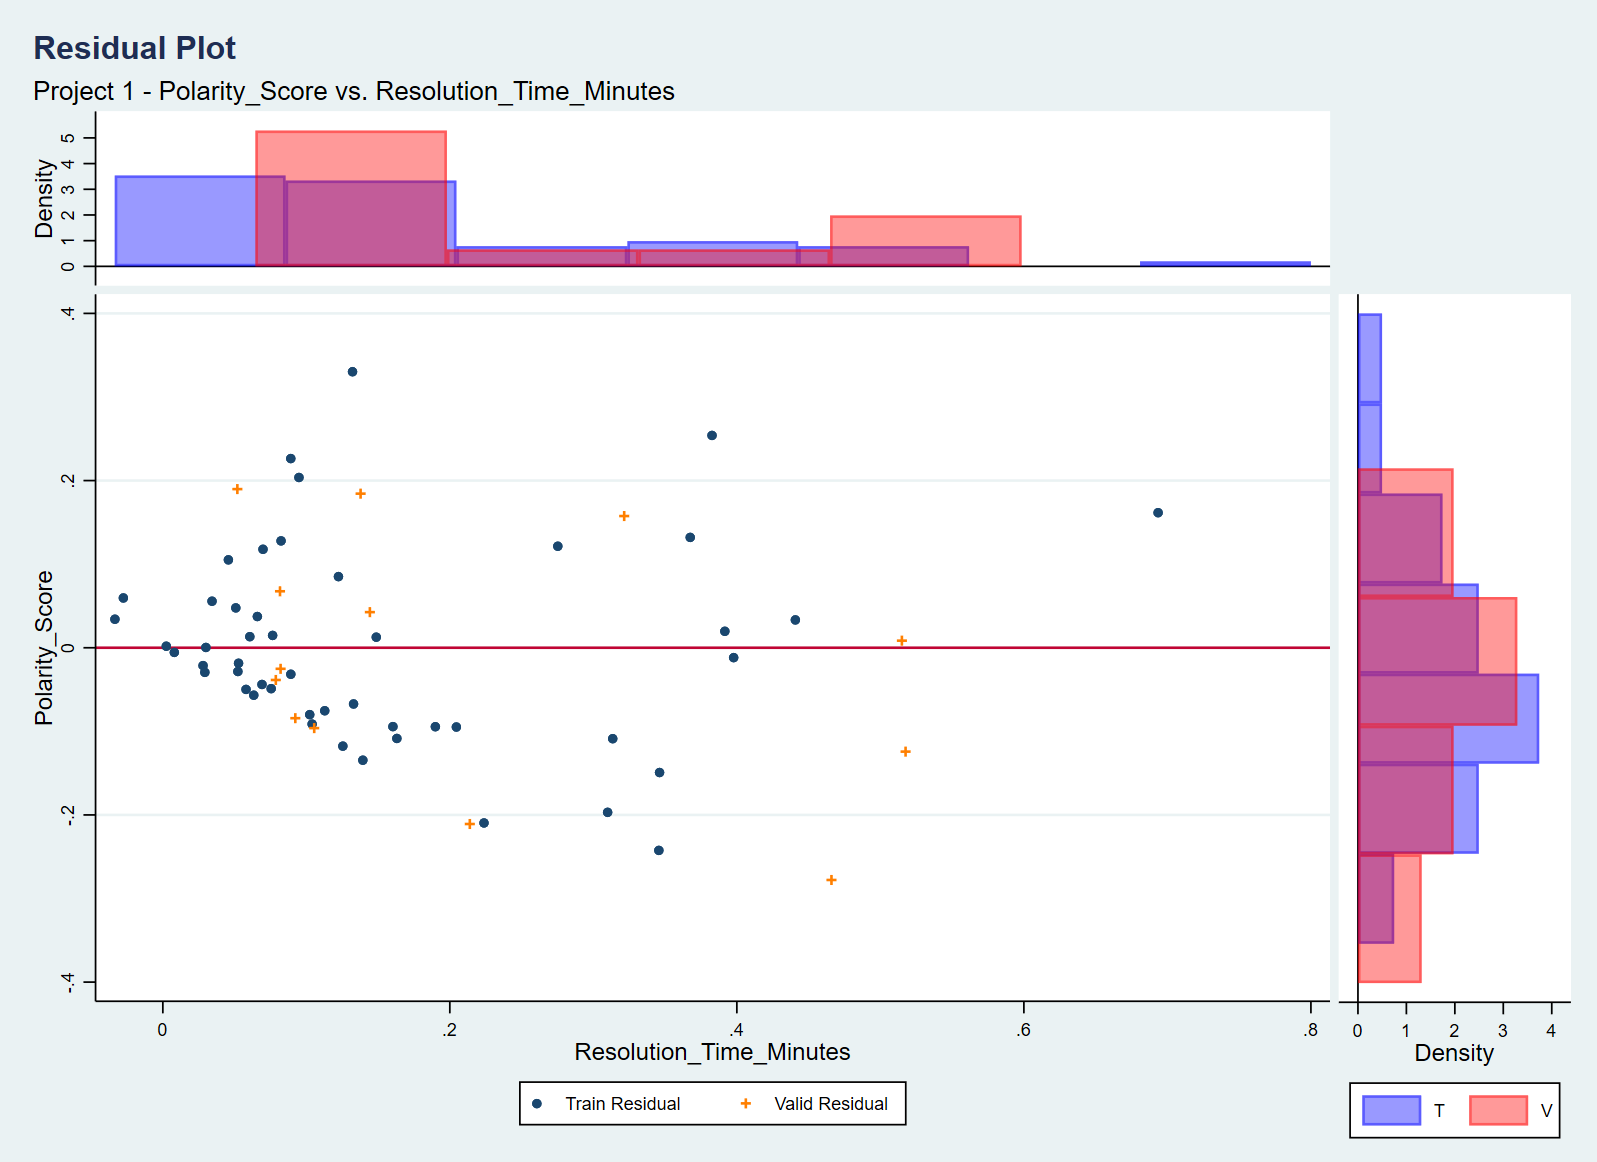 Residual Plot
Project 1 - Polarity_Score vs. Resolution_Time_Minutes
Density
5
4
3
2
1
0
Polarity_Score
.4
.2
0
-.2
-.4
0 .2 .4 .6 .8
Resolution_Time_Minutes
0 1 2 3 4
Density
Train Residual Valid Residual
T V